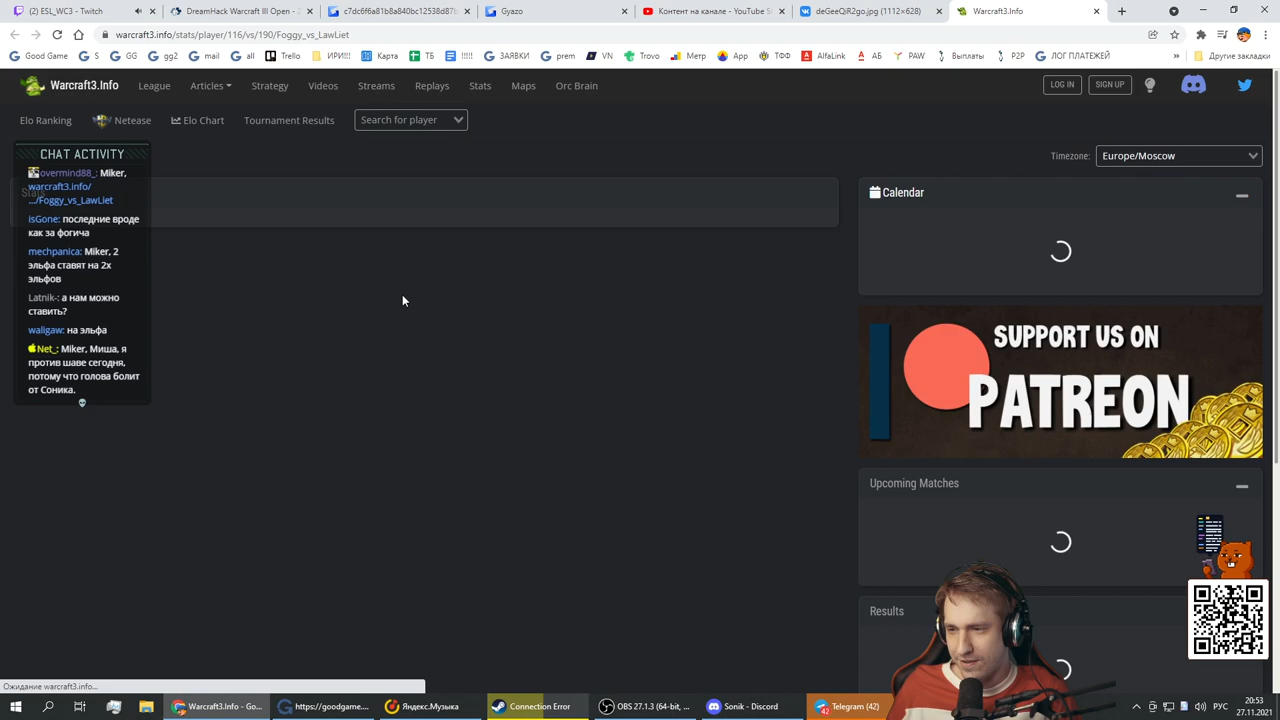 (2) ESL_WC3 - Twitch
DreamHack Warcraft III Open - 2
c7dc6f6a81b8a840bc12538d87b
Gyazo
Контент на канале - YouTube S
deGeeQiR2go.jpg (1112×628)
Warcraft3.Info
warcraft3.info/stats/player/116/vs/190/Foggo_vs_LawLiet
Good Game
S
GG
gg2
mail
all
Trello
ИРИ!!!
Карта
ТБ
!!!!
ЗАЯВКИ
prem
VN
Trovo
Метр
App
ТФФ
AlfaLink
АБ
PAW
Выплаты
P2P
ЛОГ ПЛАТЕЖЕЙ
»
Другие закладки
Warcraft3.Info
League
Articles
Strategy
Videos
Streams
Replays
Stats
Maps
Orc Brain
LOG IN
SIGN UP
Elo Ranking
Netease
Elo Chart
Tournament Results
Search for player
Timezone:
Europe/Moscow
CHAT ACTIVITY
overmind88_: Miker,
warcraft3.info/
.../Foggy_vs_LawLiet
isGone: последние вроде
как за фогича
mechpanica: Miker, 2
эльфа ставят на 2х
эльфов
Latnik-: а нам можно
ставить?
waligaw: на эльфа
Net_: Miker, Миша, я
против шаве сегодня,
потому что голова болит
от Соника.
Stats
Calendar
SUPPORT US ON
PATREON
Upcoming Matches
Results
Ожидание warcraft3.info...
Warcraft3.Info - Go...
https://goodgame....
Яндекс.Музыка
Connection Error
OBS 27.1.3 (64-bit, ...
Sonik - Discord
Telegram (42)
42
РУС
20:53
27.11.2021